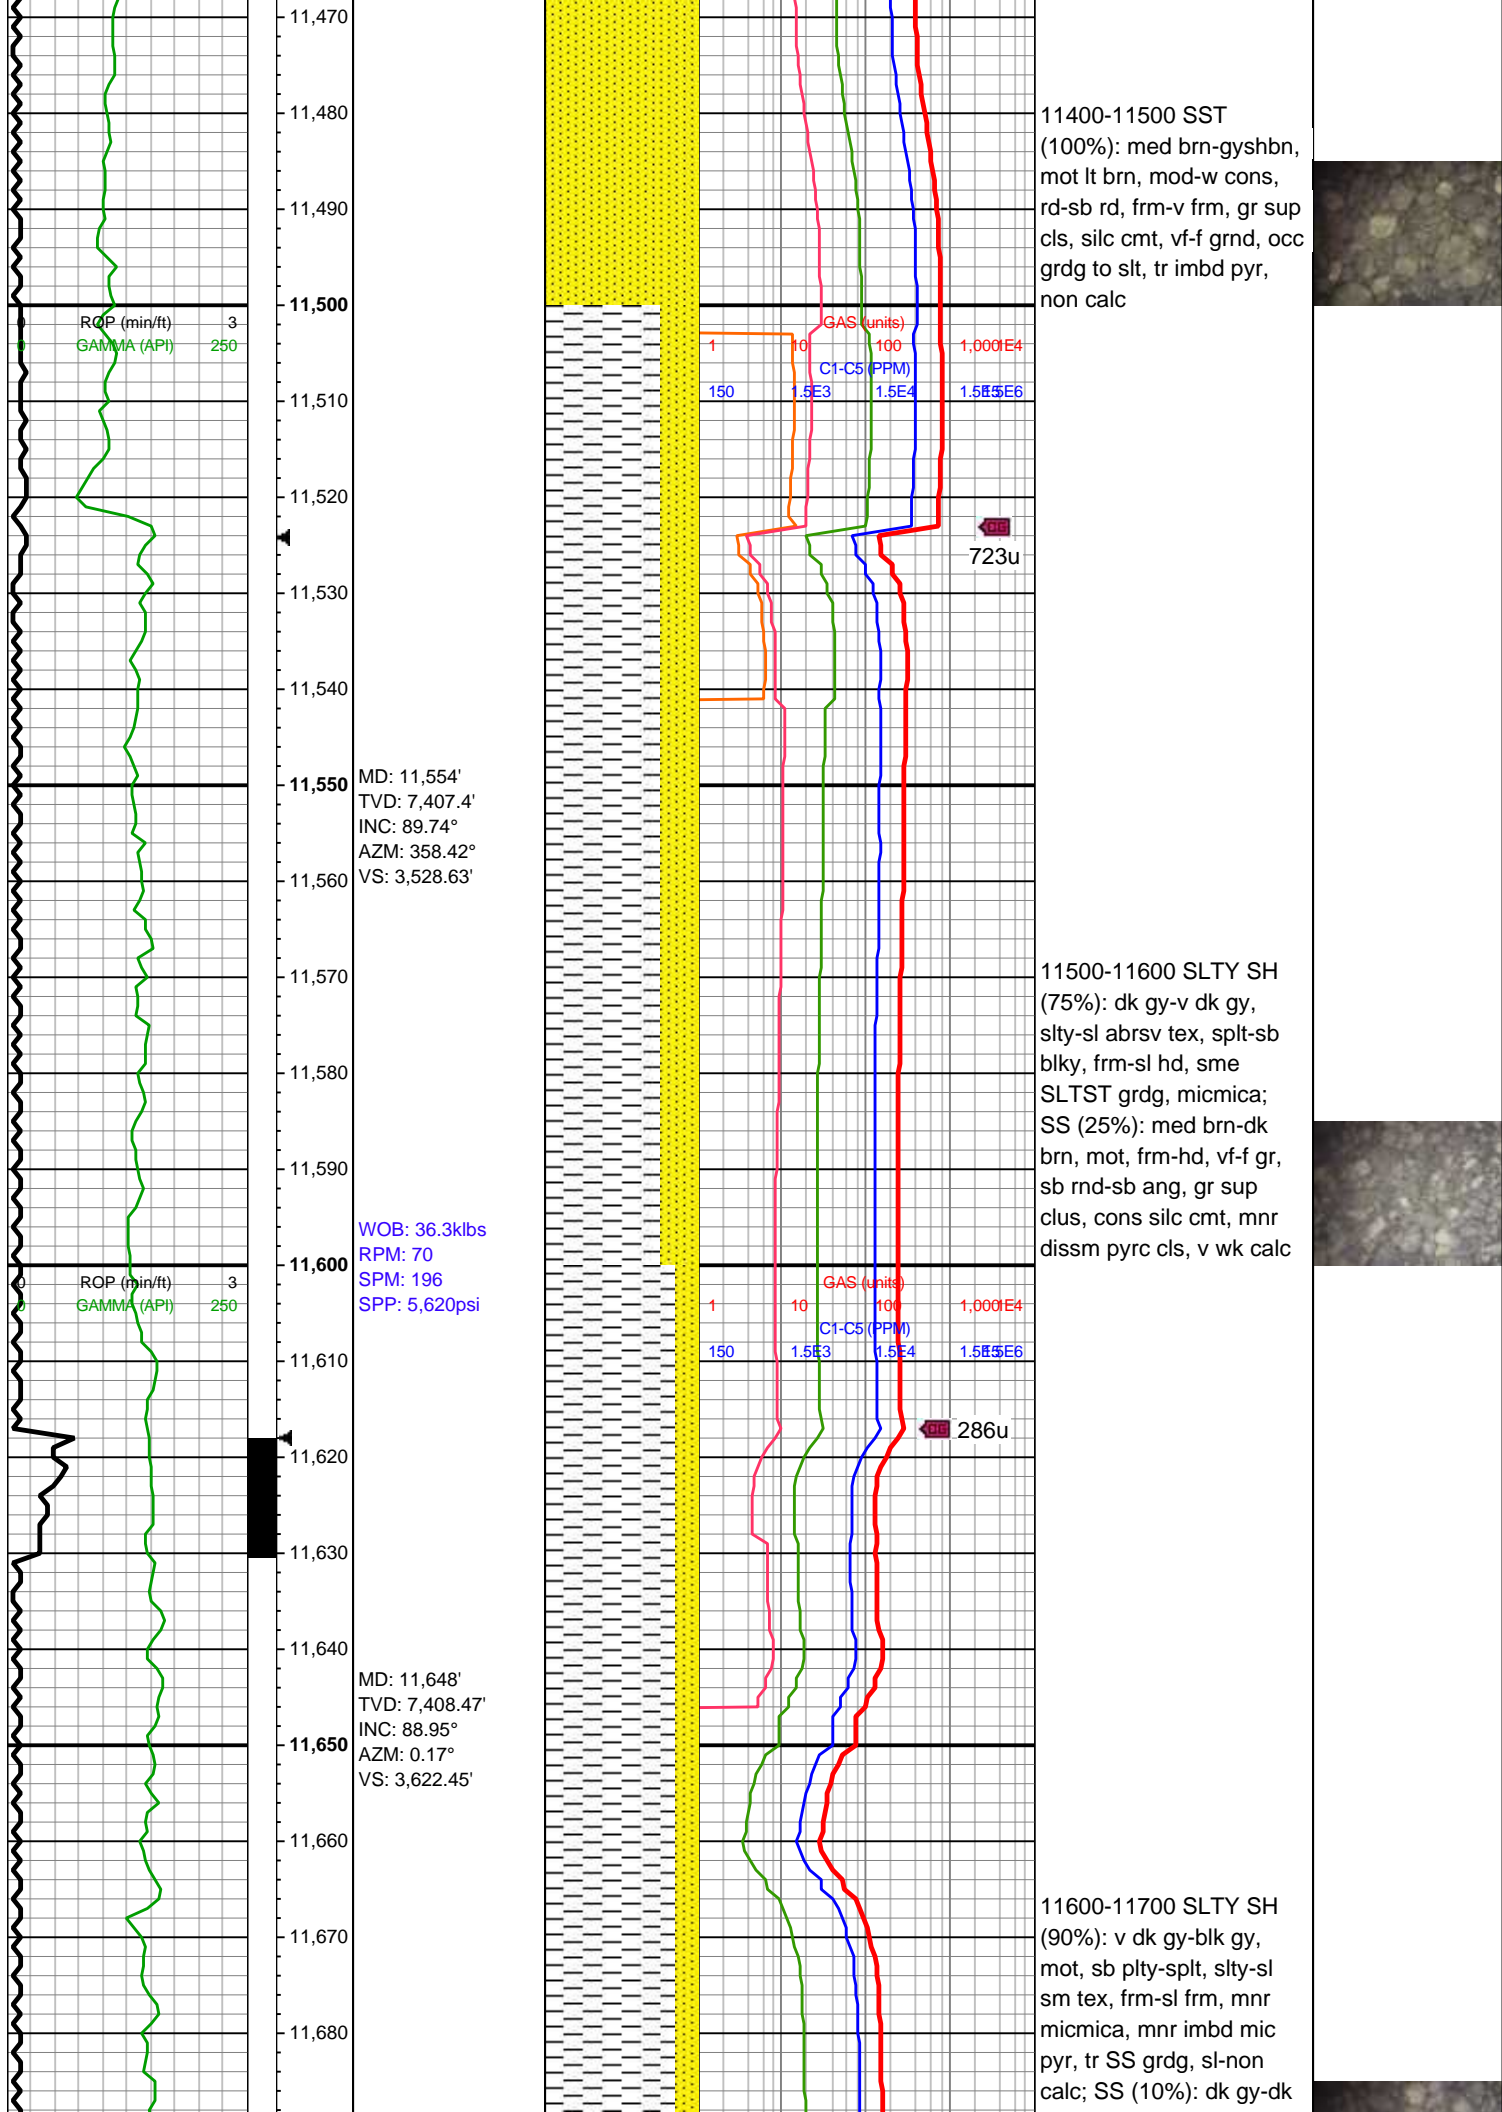 11,470
11,480
11400-11500 SST
(100%): med brn-gyshbn,
mot lt brn, mod-w cons,
rd-sb rd, frm-v frm, gr sup
cls, silc cmt, vf-f grnd, occ
grdg to slt, tr imbd pyr,
non calc
11,490
11,500
0 ROP (min/ft) 3
0 GAMMA (API) 250
GAS (units)
1 10 100 1,000 1E4
C1-C5 (PPM)
150 1.5E3 1.5E4 1.5E5 1.5E6
11,510
11,520
CG
723u
11,530
11,540
11,550
MD: 11,554'
TVD: 7,407.4'
INC: 89.74°
AZM: 358.42°
VS: 3,528.63'
11,560
11,570
11500-11600 SLTY SH
(75%): dk gy-v dk gy,
slty-sl abrsv tex, splt-sb
blky, frm-sl hd, sme
SLTST grdg, micmica;
SS (25%): med brn-dk
brn, mot, frm-hd, vf-f gr,
sb rnd-sb ang, gr sup
clus, cons silc cmt, mnr
dissm pyrc cls, v wk calc
11,580
11,590
WOB: 36.3klbs
RPM: 70
SPM: 196
SPP: 5,620psi
11,600
0 ROP (min/ft) 3
0 GAMMA (API) 250
GAS (units)
1 10 100 1,000 1E4
C1-C5 (PPM)
150 1.5E3 1.5E4 1.5E5 1.5E6
11,610
CG 286u
11,620
11,630
11,640
MD: 11,648'
TVD: 7,408.47'
INC: 88.95°
AZM: 0.17°
VS: 3,622.45'
11,650
11,660
11600-11700 SLTY SH
(90%): v dk gy-blk gy,
mot, sb plty-splt, slty-sl
sm tex, frm-sl frm, mnr
micmica, mnr imbd mic
pyr, tr SS grdg, sl-non
calc; SS (10%): dk gy-dk
11,670
11,680